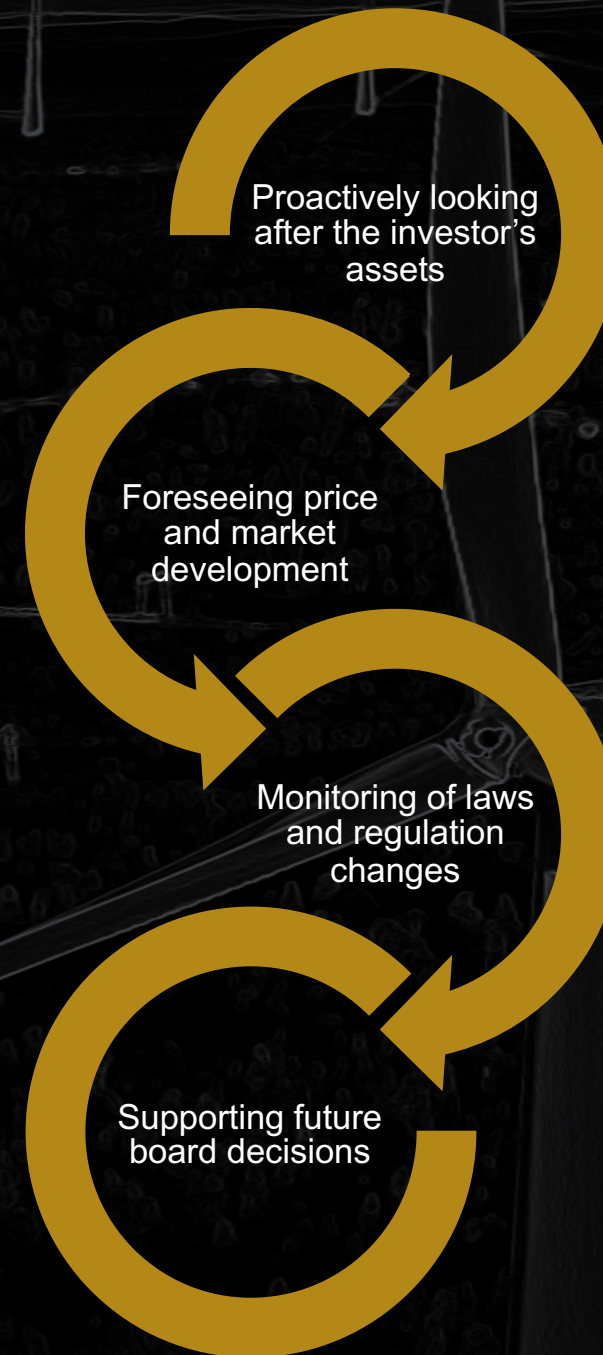 Proactively looking
after the investor’s
assets
Foreseeing price
and market
development
Monitoring of laws
and regulation
changes
Supporting future
board decisions